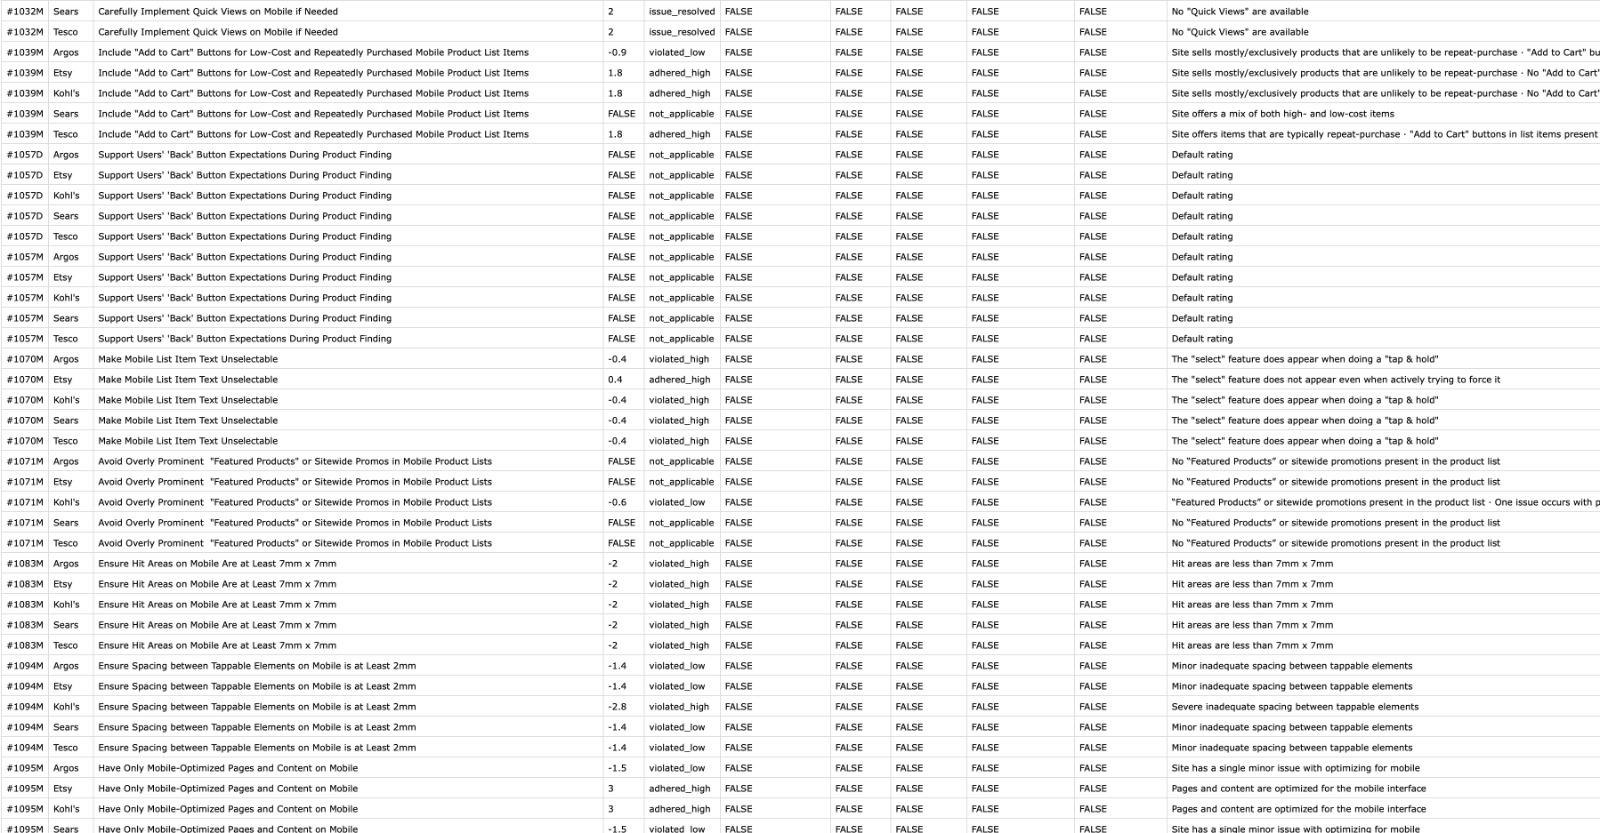 #1032M Sears Carefully Implement Quick Views on Mobile if Needed 2 issue_resolved FALSE FALSE FALSE FALSE FALSE No "Quick Views" are available
#1032M Tesco Carefully Implement Quick Views on Mobile if Needed 2 issue_resolved FALSE FALSE FALSE FALSE FALSE No "Quick Views" are available
#1039M Argos Include "Add to Cart" Buttons for Low-Cost and Repeatedly Purchased Mobile Product List Items -0.9 violated_low FALSE FALSE FALSE FALSE FALSE Site sells mostly/exclusively products that are unlikely to be repeat-purchase · "Add to Cart" bu
#1039M Etsy Include "Add to Cart" Buttons for Low-Cost and Repeatedly Purchased Mobile Product List Items 1.8 adhered_high FALSE FALSE FALSE FALSE FALSE Site sells mostly/exclusively products that are unlikely to be repeat-purchase · No "Add to Cart"
#1039M Kohl's Include "Add to Cart" Buttons for Low-Cost and Repeatedly Purchased Mobile Product List Items 1.8 adhered_high FALSE FALSE FALSE FALSE FALSE Site sells mostly/exclusively products that are unlikely to be repeat-purchase · No "Add to Cart"
#1039M Sears Include "Add to Cart" Buttons for Low-Cost and Repeatedly Purchased Mobile Product List Items FALSE not_applicable FALSE FALSE FALSE FALSE FALSE Site offers a mix of both high- and low-cost items
#1039M Tesco Include "Add to Cart" Buttons for Low-Cost and Repeatedly Purchased Mobile Product List Items 1.8 adhered_high FALSE FALSE FALSE FALSE FALSE Site offers items that are typically repeat-purchase · "Add to Cart" buttons in list items present
#1057D Argos Support Users' 'Back' Button Expectations During Product Finding FALSE not_applicable FALSE FALSE FALSE FALSE FALSE Default rating
#1057D Etsy Support Users' 'Back' Button Expectations During Product Finding FALSE not_applicable FALSE FALSE FALSE FALSE FALSE Default rating
#1057D Kohl's Support Users' 'Back' Button Expectations During Product Finding FALSE not_applicable FALSE FALSE FALSE FALSE FALSE Default rating
#1057D Sears Support Users' 'Back' Button Expectations During Product Finding FALSE not_applicable FALSE FALSE FALSE FALSE FALSE Default rating
#1057D Tesco Support Users' 'Back' Button Expectations During Product Finding FALSE not_applicable FALSE FALSE FALSE FALSE FALSE Default rating
#1057M Argos Support Users' 'Back' Button Expectations During Product Finding FALSE not_applicable FALSE FALSE FALSE FALSE FALSE Default rating
#1057M Etsy Support Users' 'Back' Button Expectations During Product Finding FALSE not_applicable FALSE FALSE FALSE FALSE FALSE Default rating
#1057M Kohl's Support Users' 'Back' Button Expectations During Product Finding FALSE not_applicable FALSE FALSE FALSE FALSE FALSE Default rating
#1057M Sears Support Users' 'Back' Button Expectations During Product Finding FALSE not_applicable FALSE FALSE FALSE FALSE FALSE Default rating
#1057M Tesco Support Users' 'Back' Button Expectations During Product Finding FALSE not_applicable FALSE FALSE FALSE FALSE FALSE Default rating
#1070M Argos Make Mobile List Item Text Unselectable -0.4 violated_high FALSE FALSE FALSE FALSE FALSE The "select" feature does appear when doing a "tap & hold"
#1070M Etsy Make Mobile List Item Text Unselectable 0.4 adhered_high FALSE FALSE FALSE FALSE FALSE The "select" feature does not appear even when actively trying to force it
#1070M Kohl's Make Mobile List Item Text Unselectable -0.4 violated_high FALSE FALSE FALSE FALSE FALSE The "select" feature does appear when doing a "tap & hold"
#1070M Sears Make Mobile List Item Text Unselectable -0.4 violated_high FALSE FALSE FALSE FALSE FALSE The "select" feature does appear when doing a "tap & hold"
#1070M Tesco Make Mobile List Item Text Unselectable -0.4 violated_high FALSE FALSE FALSE FALSE FALSE The "select" feature does appear when doing a "tap & hold"
#1071M Argos Avoid Overly Prominent  "Featured Products" or Sitewide Promos in Mobile Product Lists FALSE not_applicable FALSE FALSE FALSE FALSE FALSE No “Featured Products” or sitewide promotions present in the product list
#1071M Etsy Avoid Overly Prominent  "Featured Products" or Sitewide Promos in Mobile Product Lists FALSE not_applicable FALSE FALSE FALSE FALSE FALSE No “Featured Products” or sitewide promotions present in the product list
#1071M Kohl's Avoid Overly Prominent  "Featured Products" or Sitewide Promos in Mobile Product Lists -0.6 violated_low FALSE FALSE FALSE FALSE FALSE “Featured Products” or sitewide promotions present in the product list · One issue occurs with p
#1071M Sears Avoid Overly Prominent  "Featured Products" or Sitewide Promos in Mobile Product Lists FALSE not_applicable FALSE FALSE FALSE FALSE FALSE No “Featured Products” or sitewide promotions present in the product list
#1071M Tesco Avoid Overly Prominent  "Featured Products" or Sitewide Promos in Mobile Product Lists FALSE not_applicable FALSE FALSE FALSE FALSE FALSE No “Featured Products” or sitewide promotions present in the product list
#1083M Argos Ensure Hit Areas on Mobile Are at Least 7mm x 7mm -2 violated_high FALSE FALSE FALSE FALSE FALSE Hit areas are less than 7mm x 7mm
#1083M Etsy Ensure Hit Areas on Mobile Are at Least 7mm x 7mm -2 violated_high FALSE FALSE FALSE FALSE FALSE Hit areas are less than 7mm x 7mm
#1083M Kohl's Ensure Hit Areas on Mobile Are at Least 7mm x 7mm -2 violated_high FALSE FALSE FALSE FALSE FALSE Hit areas are less than 7mm x 7mm
#1083M Sears Ensure Hit Areas on Mobile Are at Least 7mm x 7mm -2 violated_high FALSE FALSE FALSE FALSE FALSE Hit areas are less than 7mm x 7mm
#1083M Tesco Ensure Hit Areas on Mobile Are at Least 7mm x 7mm -2 violated_high FALSE FALSE FALSE FALSE FALSE Hit areas are less than 7mm x 7mm
#1094M Argos Ensure Spacing between Tappable Elements on Mobile is at Least 2mm -1.4 violated_low FALSE FALSE FALSE FALSE FALSE Minor inadequate spacing between tappable elements
#1094M Etsy Ensure Spacing between Tappable Elements on Mobile is at Least 2mm -1.4 violated_low FALSE FALSE FALSE FALSE FALSE Minor inadequate spacing between tappable elements
#1094M Kohl's Ensure Spacing between Tappable Elements on Mobile is at Least 2mm -2.8 violated_high FALSE FALSE FALSE FALSE FALSE Severe inadequate spacing between tappable elements
#1094M Sears Ensure Spacing between Tappable Elements on Mobile is at Least 2mm -1.4 violated_low FALSE FALSE FALSE FALSE FALSE Minor inadequate spacing between tappable elements
#1094M Tesco Ensure Spacing between Tappable Elements on Mobile is at Least 2mm -1.4 violated_low FALSE FALSE FALSE FALSE FALSE Minor inadequate spacing between tappable elements
#1095M Argos Have Only Mobile-Optimized Pages and Content on Mobile -1.5 violated_low FALSE FALSE FALSE FALSE FALSE Site has a single minor issue with optimizing for mobile
#1095M Etsy Have Only Mobile-Optimized Pages and Content on Mobile 3 adhered_high FALSE FALSE FALSE FALSE FALSE Pages and content are optimized for the mobile interface
#1095M Kohl's Have Only Mobile-Optimized Pages and Content on Mobile 3 adhered_high FALSE FALSE FALSE FALSE FALSE Pages and content are optimized for the mobile interface
#1095M Sears Have Only Mobile-Optimized Pages and Content on Mobile -1.5 violated_low FALSE FALSE FALSE FALSE FALSE Site has a single minor issue with optimizing for mobile